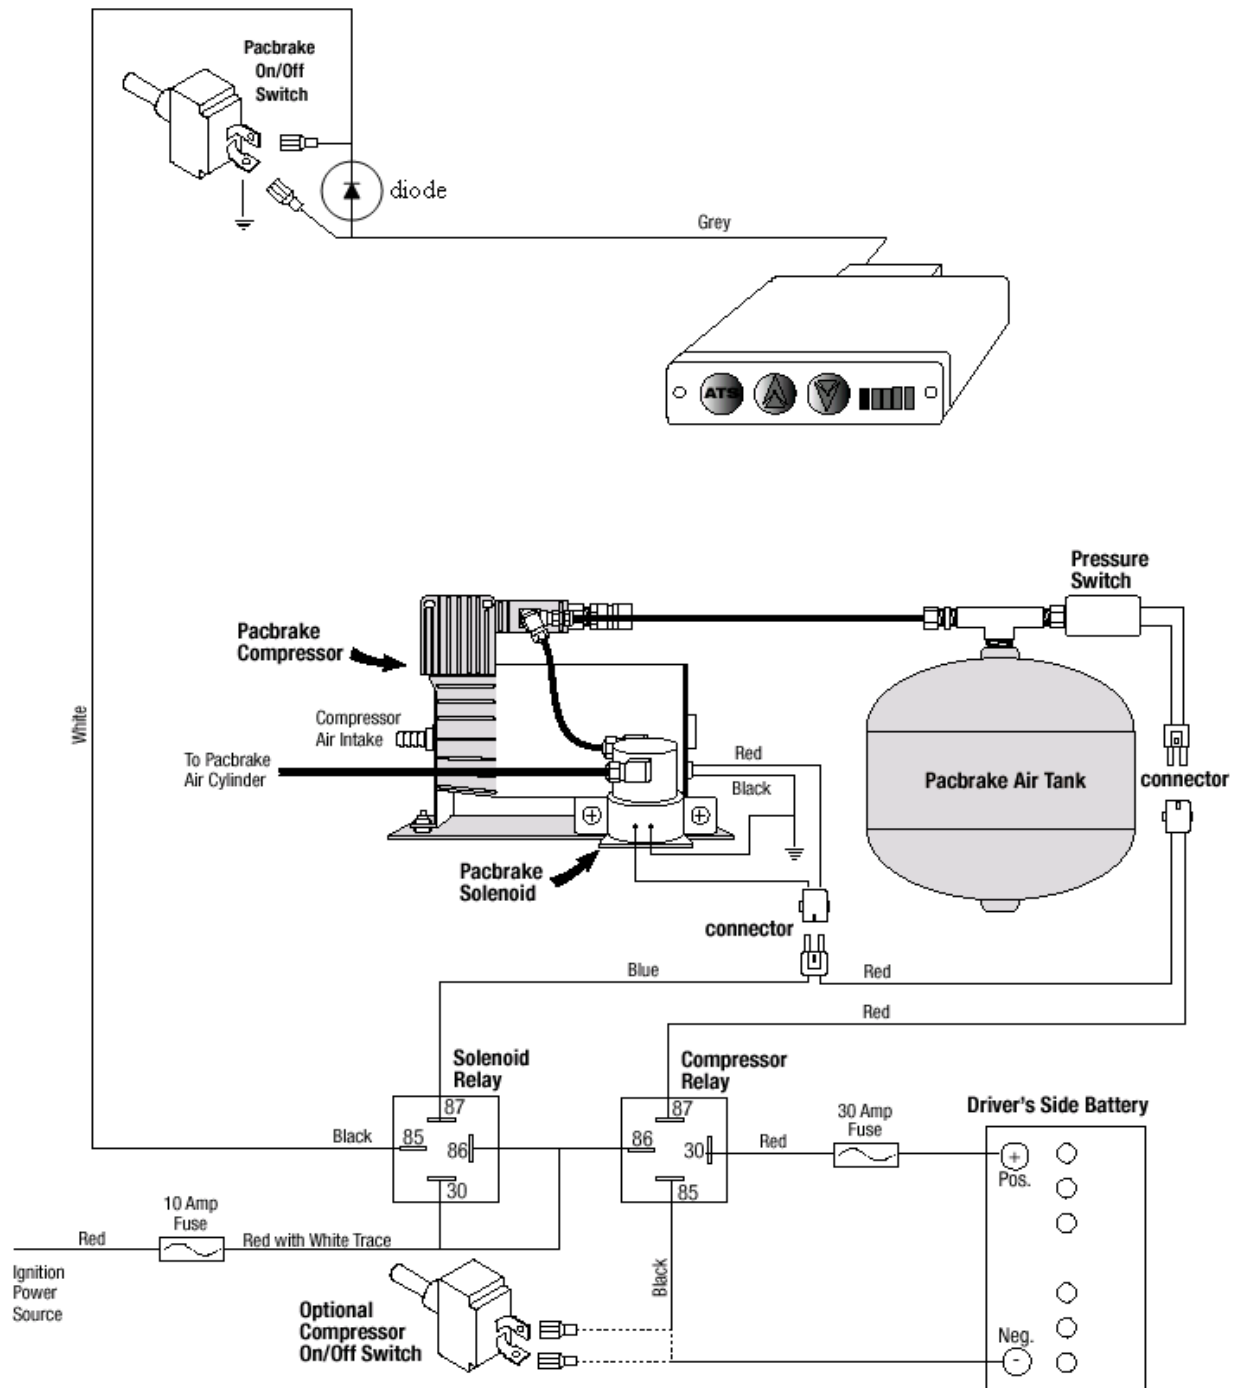 Pacbrake
On/Off
Switch
diode
Grey
ATS
Pressure
Switch
Pacbrake
Compressor
White
Compressor
Air Intake
To Pacbrake
Air Cylinder
Red
Black
Pacbrake Air Tank
connector
Pacbrake
Solenoid
connector
Blue
Red
Red
Solenoid
Relay
Compressor
Relay
Driver's Side Battery
87
87
30 Amp
Fuse
Black
85
86
86
30
Red
+
Pos.
30
85
10 Amp
Fuse
Red
Red with White Trace
Ignition
Power
Source
Black
Optional
Compressor
On/Off Switch
Neg.
-